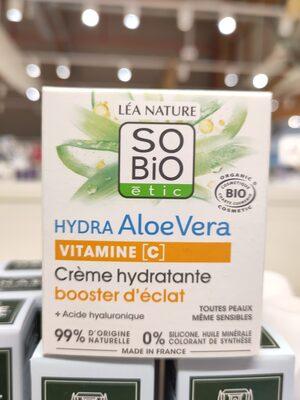 LÉA NATURE
SO
BiO
étic
ORGANIC
BIO
COSMETIC
HYDRA AloeVera
VITAMINE [C]
Crème hydratante
booster d'éclat
+ Acide hyaluronique
TOUTES PEAUX
MÊME SENSIBLES
99% D'ORIGINE
NATURELLE
0% SILICONE, HUILE MINÉRALE
COLORANT DE SYNTHÈSE
MADE IN FRANCE